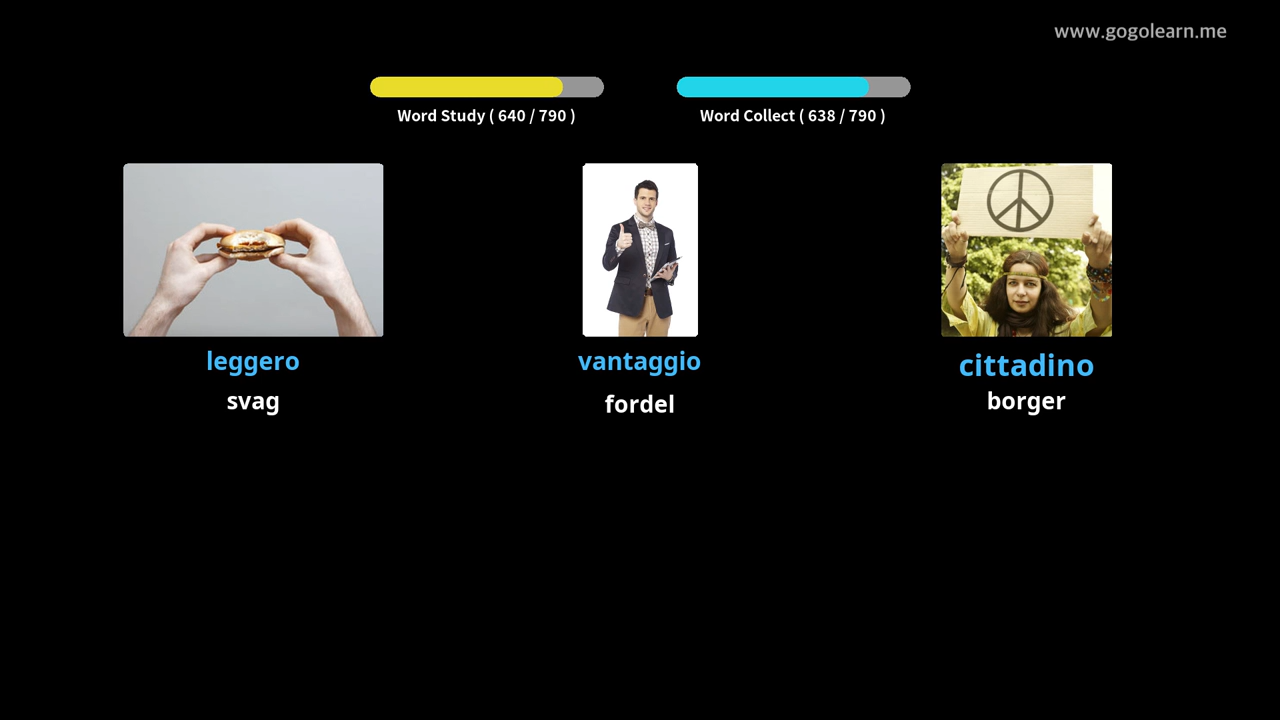 www.gogolearn.me
Word Study ( 640 / 790 )
Word Collect ( 638 / 790 )
leggero
svag
vantaggio
fordel
cittadino
borger